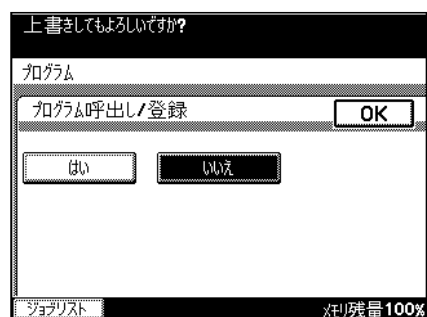 上書きしてもよろしいですか?
プログラム
プログラム呼出し/登録 OK
はい いいえ
ジョブリスト メモリ残量100%